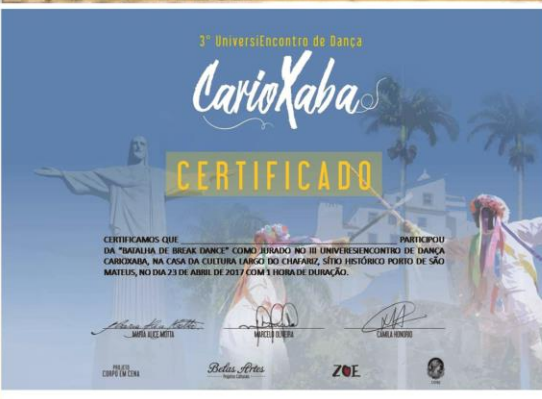 3º UniversiEncontro de Dança
CarioXaba
CERTIFICADO
CERTIFICAMOS QUE PARTICIPOU
DA "BATALHA DE BREAK DANCE" COMO JURADO NO III UNIVERESIENCONTRO DE DANÇA
CARIOXABA, NA CASA DA CULTURA LARGO DO CHAFARIZ, SÍTIO HISTÓRICO PORTO DE SÃO
MATEUS, NO DIA 23 DE ABRIL DE 2017 COM 1 HORA DE DURAÇÃO.
MARIA ALICE MOTTA MARCELO OLIVEIRA CAMILA HONORIO
PROJETO
CORPO EM CENA
Belas Artes
ZOE